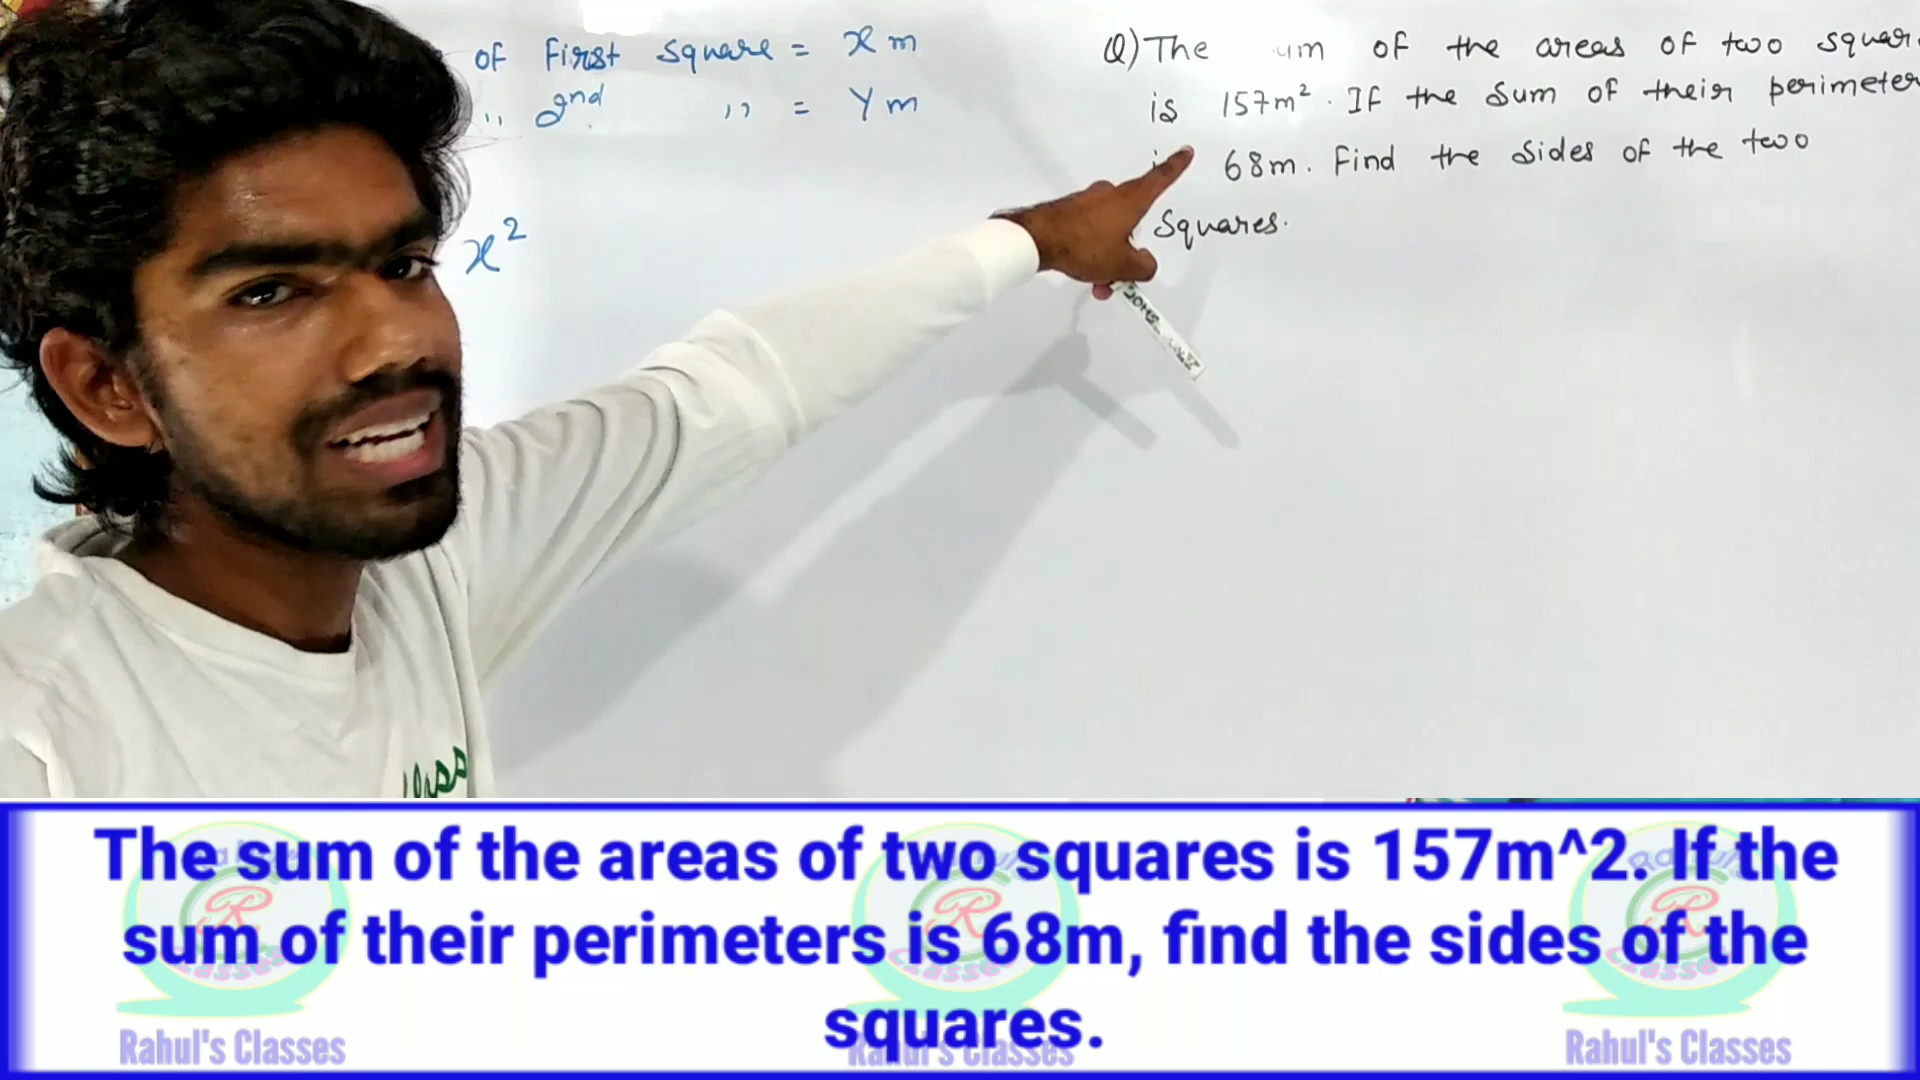 of First square = x m
,, 2nd ,, = Y m
x²
Q) The um of the areas of two squar
is 157m². If the sum of their perimeter
68m. Find the sides of the two
squares.
The sum of the areas of two squares is 157m^2. If the
sum of their perimeters is 68m, find the sides of the
squares.
Rahul's Classes Rahul's Classes Rahul's Classes